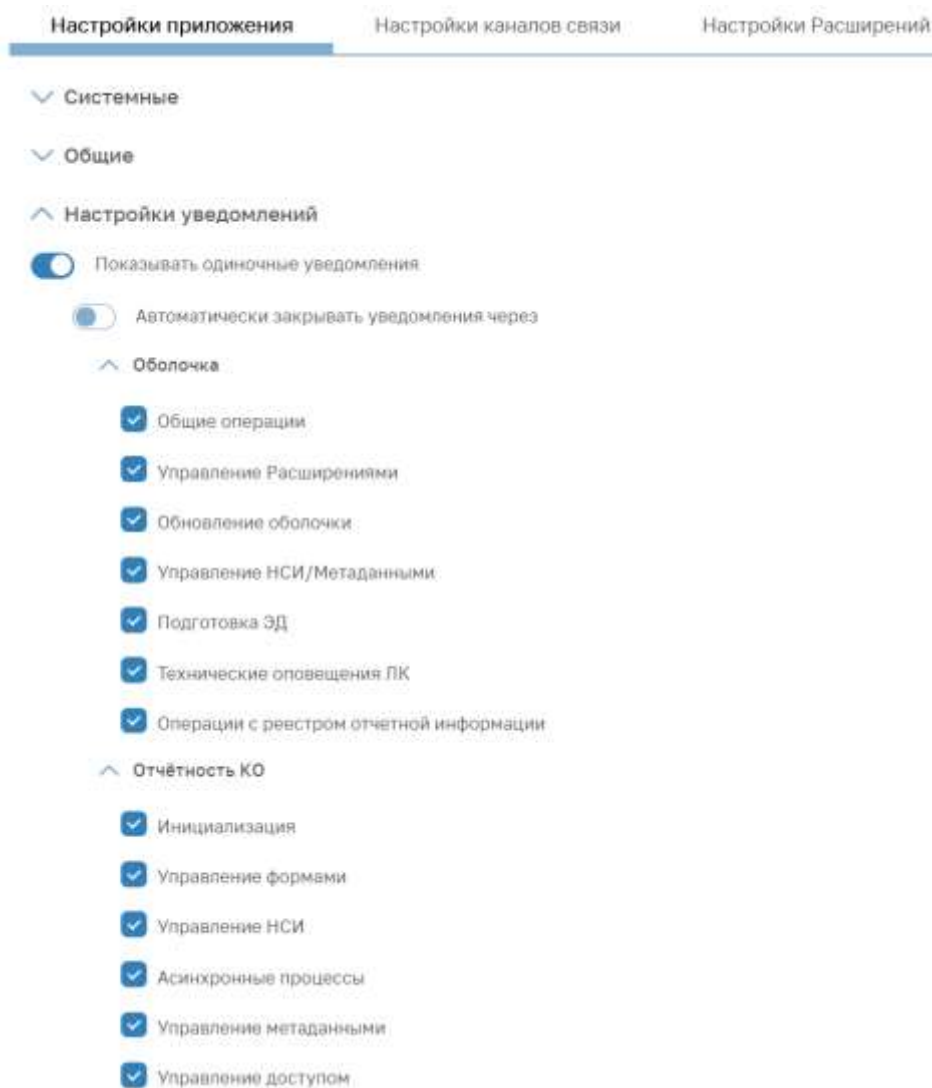 Настройки приложения Настройки каналов связи Настройки Расширений
Системные
Общие
Настройки уведомлений
Показывать одиночные уведомления
Автоматически закрывать уведомления через
Оболочка
Общие операции
Управление Расширениями
Обновление оболочки
Управление НСИ/Метаданными
Подготовка ЭД
Технические оповещения ЛК
Операции с реестром отчетной информации
Отчётность КО
Инициализация
Управление формами
Управление НСИ
Асинхронные процессы
Управление метаданными
Управление доступом